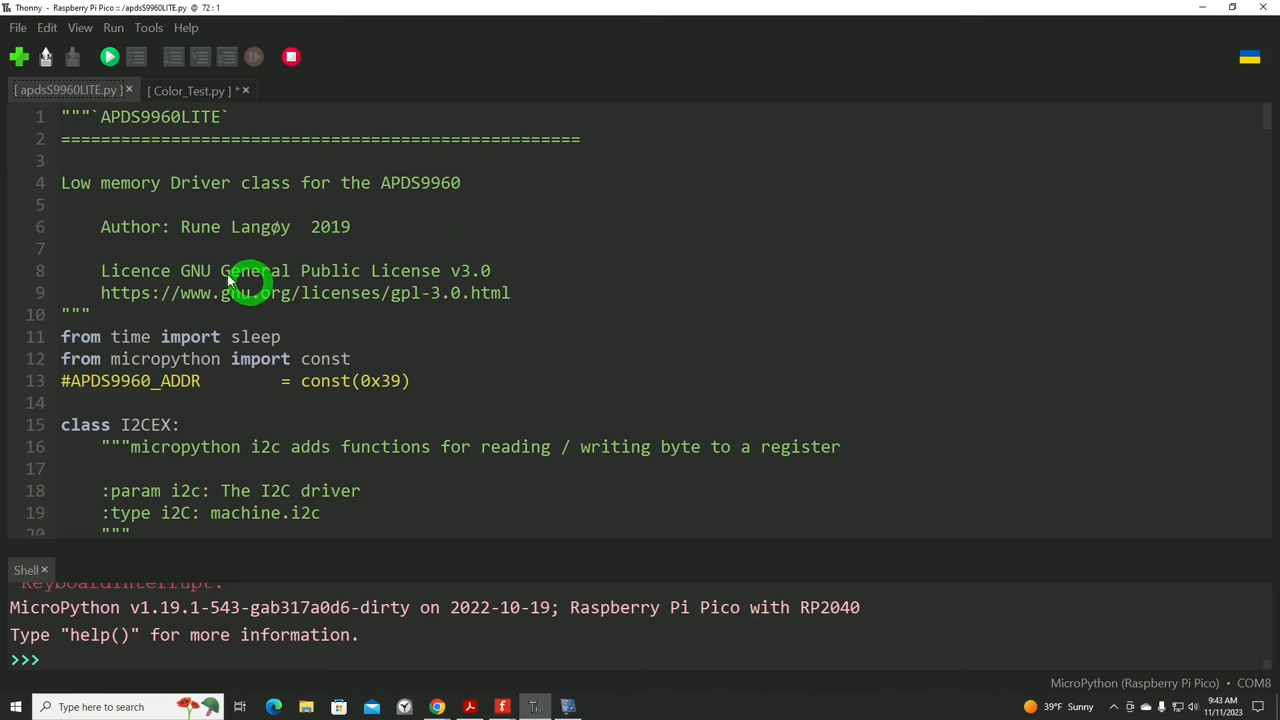 Thonny - Raspberry Pi Pico :: /apdsS9960LITE.py @ 72 : 1
File Edit View Run Tools Help
[ apdsS9960LITE.py ] × [ Color_Test.py ] * ×
1 """`APDS9960LITE`
2 ====================================================
3
4 Low memory Driver class for the APDS9960
5
6 Author: Rune Langøy  2019
7
8 Licence GNU General Public License v3.0
9 https://www.gnu.org/licenses/gpl-3.0.html
10 """
11 from time import sleep
12 from micropython import const
13 #APDS9960_ADDR        = const(0x39)
14
15 class I2CEX:
16     """micropython i2c adds functions for reading / writing byte to a register
17
18     :param i2c: The I2C driver
19     :type i2C: machine.i2c
20     """
Shell ×
KeyboardInterrupt:
MicroPython v1.19.1-543-gab317a0d6-dirty on 2022-10-19; Raspberry Pi Pico with RP2040
Type "help()" for more information.
>>>
MicroPython (Raspberry Pi Pico) • COM8
Type here to search
39°F Sunny
9:43 AM
11/11/2023